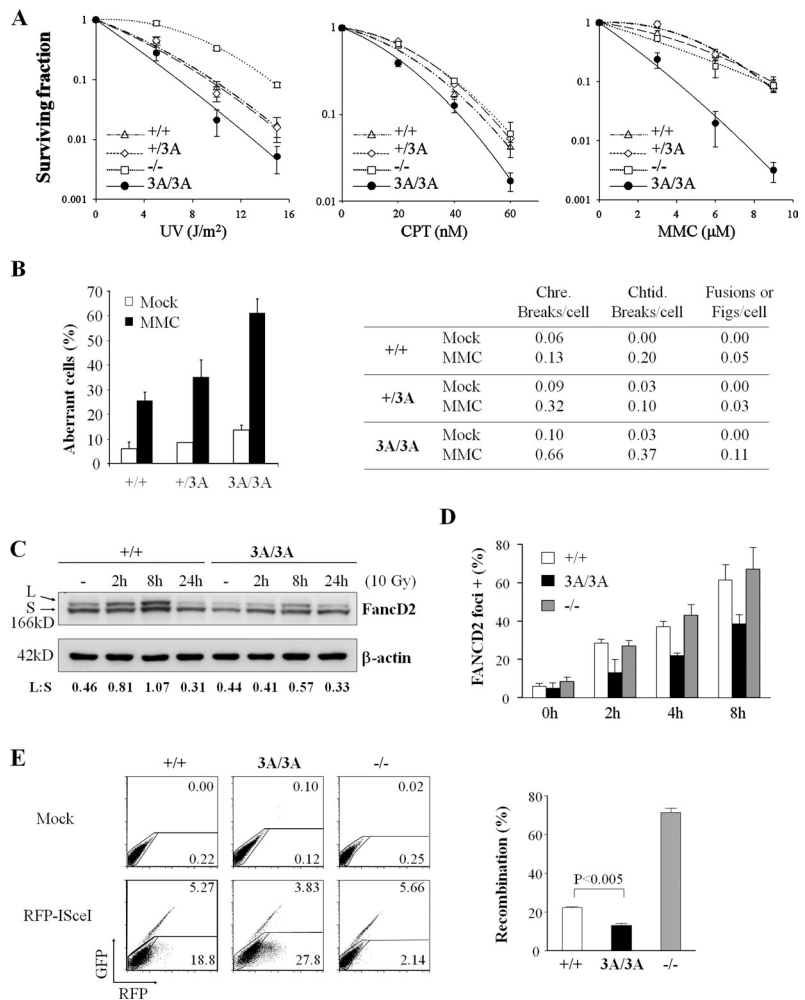 A
Surviving fraction
1
0.1
0.01
0.001
0 4 8 12 16
UV (J/m²)
+/+
+/3A
-/-
3A/3A
1
0.1
0.01
0 20 40 60
CPT (nM)
+/+
+/3A
-/-
3A/3A
1
0.1
0.01
0.001
0 2 4 6 8 10
MMC (μM)
+/+
+/3A
-/-
3A/3A
B
Aberrant cells (%)
70
60
50
40
30
20
10
0
Mock
MMC
+/+ +/3A 3A/3A
Chre. Chtid. Fusions or
Breaks/cell Breaks/cell Figs/cell
+/+
Mock 0.06 0.00 0.00
MMC 0.13 0.20 0.05
+/3A
Mock 0.09 0.03 0.00
MMC 0.32 0.10 0.03
3A/3A
Mock 0.10 0.03 0.00
MMC 0.66 0.37 0.11
C
+/+ 3A/3A
- 2h 8h 24h - 2h 8h 24h (10 Gy)
L
S
166kD
FancD2
42kD
β-actin
L:S 0.46 0.81 1.07 0.31 0.44 0.41 0.57 0.33
D
FANCD2 foci + (%)
80
60
40
20
0
+/+
3A/3A
-/-
0h 2h 4h 8h
E
+/+ 3A/3A -/-
Mock
0.00 0.10 0.02
0.22 0.12 0.25
RFP-ISceI
5.27 3.83 5.66
18.8 27.8 2.14
GFP
RFP
Recombination (%)
80
60
40
20
0
P<0.005
+/+ 3A/3A -/-